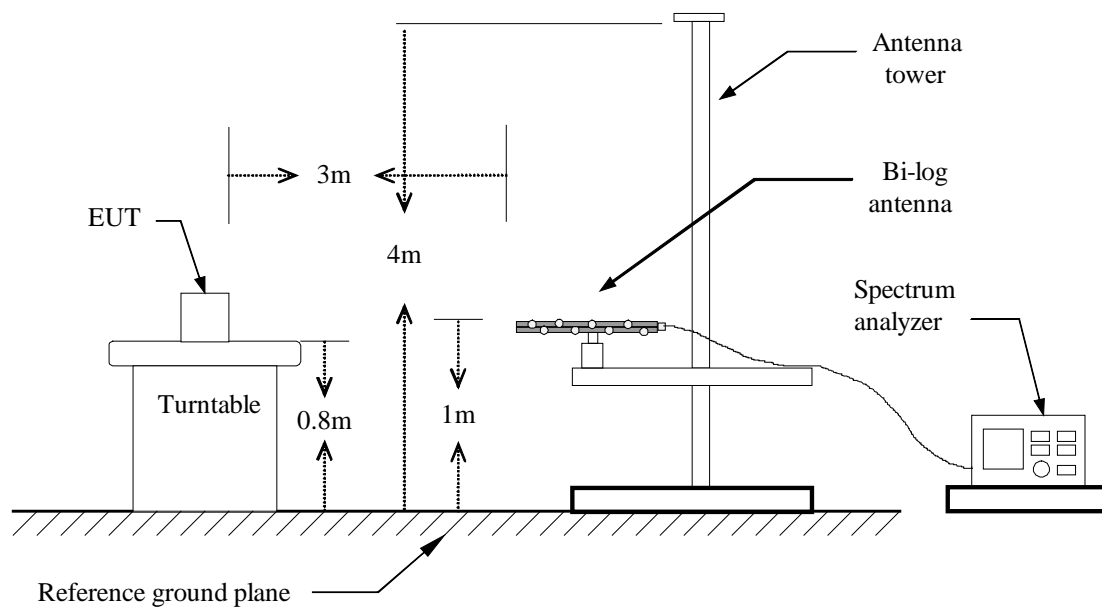 Antenna
tower
3m
Bi-log
antenna
EUT
4m
Spectrum
analyzer
Turntable
0.8m
1m
Reference ground plane